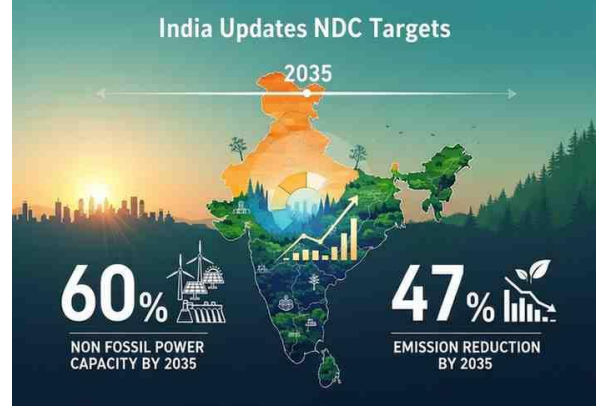 India Updates NDC Targets
2035
60%
NON FOSSIL POWER
CAPACITY BY 2035
47%
EMISSION REDUCTION
BY 2035